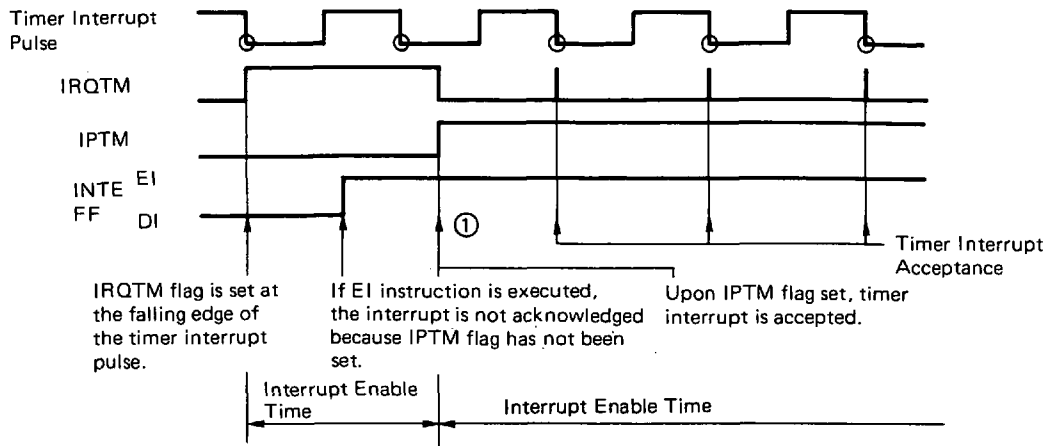 Timer Interrupt
Pulse
IRQTM
IPTM
INTE EI
FF DI
①
Timer Interrupt
Acceptance
IRQTM flag is set at
the falling edge of
the timer interrupt
pulse.
If EI instruction is executed,
the interrupt is not acknowledged
because IPTM flag has not been
set.
Upon IPTM flag set, timer
interrupt is accepted.
Interrupt Enable
Time
Interrupt Enable Time